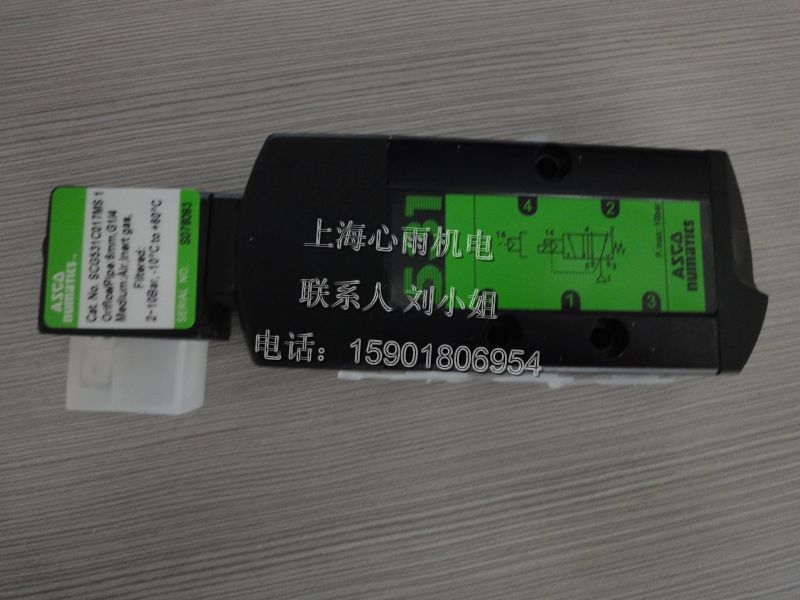 ASCO
numatics™
Cat. No. SCG531C017MS 1
Orifice/Pipe:6mm,G1/4
Medium:Air,Inert gas,
Filtered;
2~10Bar, -10°C to +60°C
SERIAL NO. S078093
531
4
2
1
3
P. max. 10bar
ASCO
numatics
上海心雨机电
联系人 刘小姐
电话：15901806954